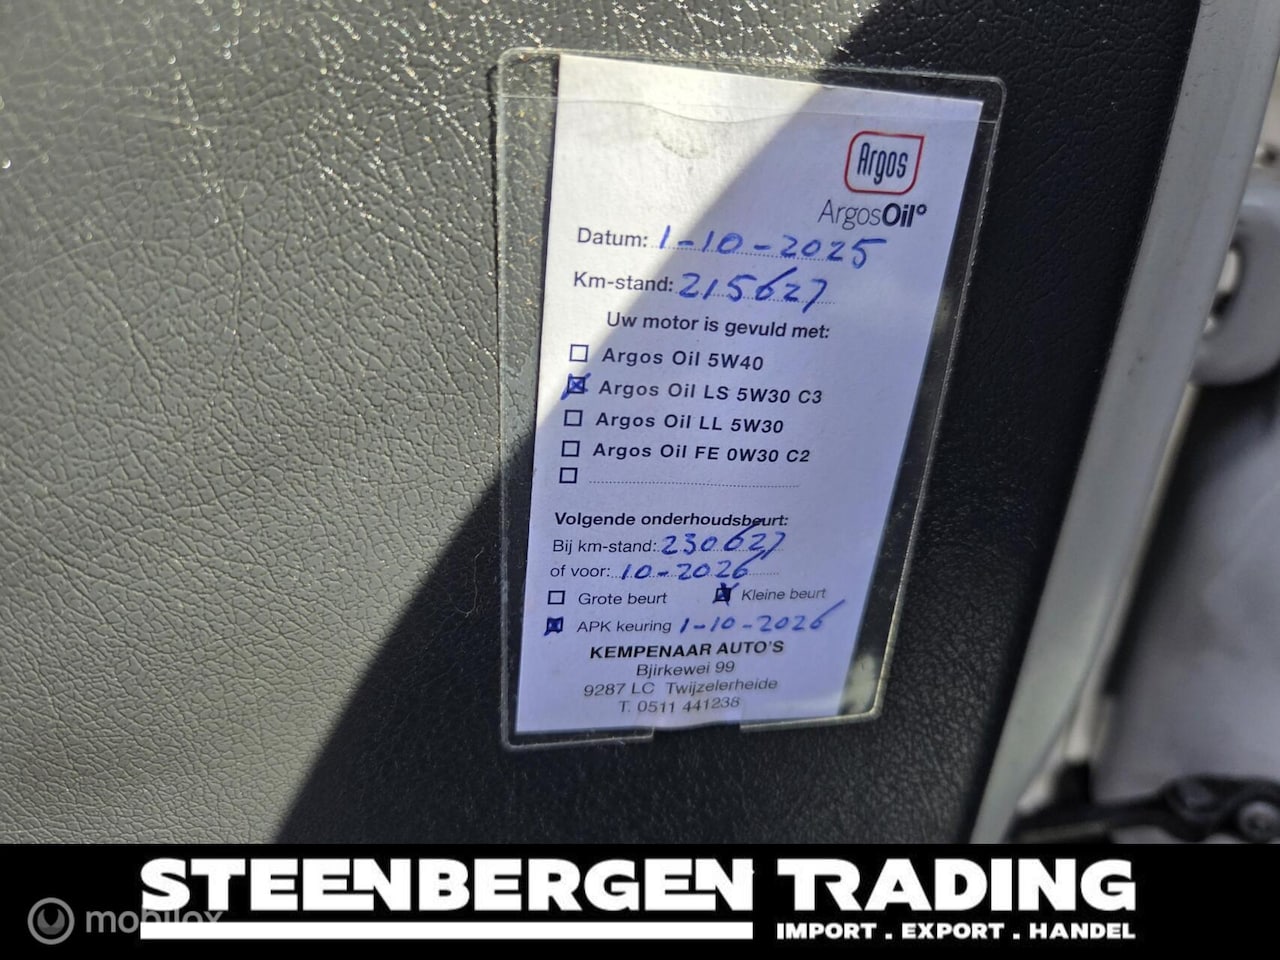 Argos
ArgosOil°
Datum: 1-10-2025
Km-stand: 215627
Uw motor is gevuld met:
Argos Oil 5W40
Argos Oil LS 5W30 C3
Argos Oil LL 5W30
Argos Oil FE 0W30 C2
Volgende onderhoudsbeurt:
Bij km-stand: 230627
of voor: 10-2026
Grote beurt Kleine beurt
APK keuring 1-10-2026
KEMPENAAR AUTO'S
Bjirkewei 99
9287 LC Twijzelerheide
T. 0511 441238
STEENBERGEN TRADING
IMPORT . EXPORT . HANDEL
mobilox